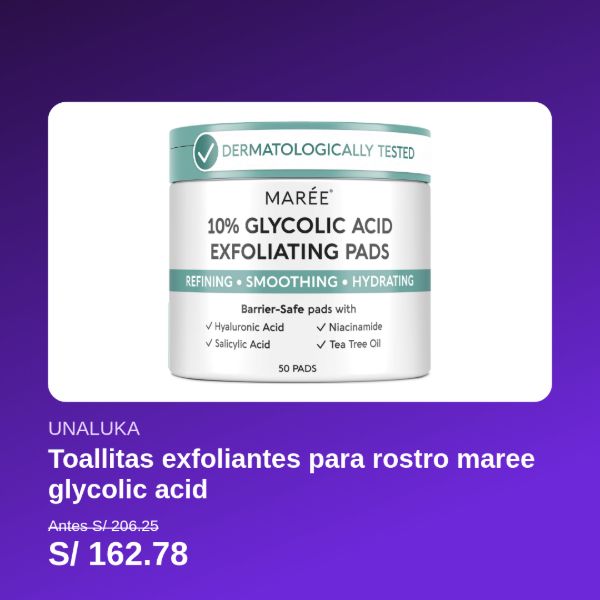 DERMATOLOGICALLY TESTED
MARÉE®
10% GLYCOLIC ACID
EXFOLIATING PADS
REFINING • SMOOTHING • HYDRATING
Barrier-Safe pads with
✓ Hyaluronic Acid ✓ Niacinamide
✓ Salicylic Acid ✓ Tea Tree Oil
50 PADS
UNALUKA
Toallitas exfoliantes para rostro maree
glycolic acid
Antes S/ 206.25
S/ 162.78